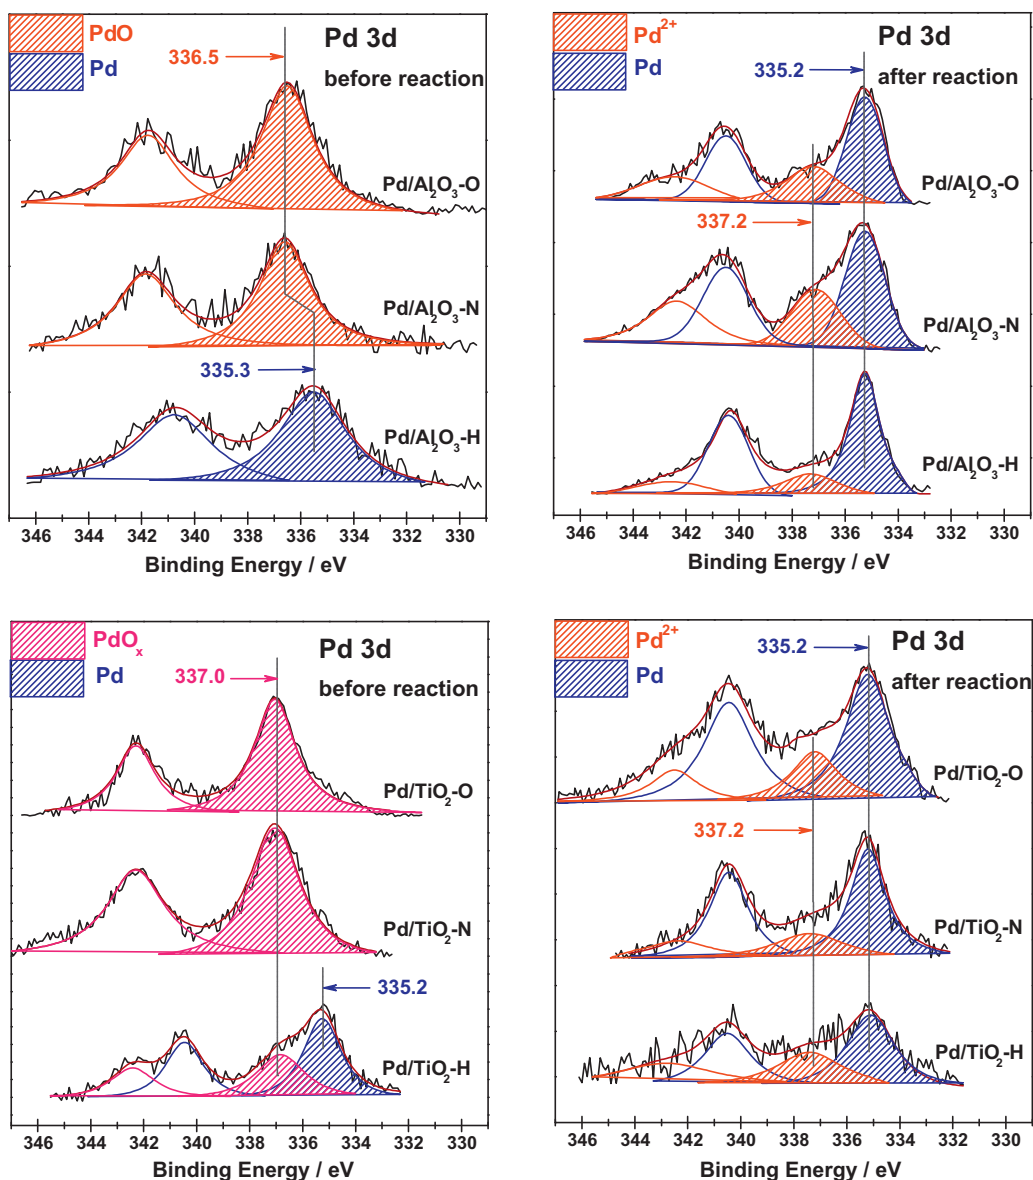 PdO
Pd
Pd 3d
before reaction
336.5
Pd/Al2O3-O
Pd/Al2O3-N
335.3
Pd/Al2O3-H
346 344 342 340 338 336 334 332 330
Binding Energy / eV
Pd2+
Pd
Pd 3d
after reaction
335.2
Pd/Al2O3-O
337.2
Pd/Al2O3-N
Pd/Al2O3-H
346 344 342 340 338 336 334 332 330
Binding Energy / eV
PdOx
Pd
Pd 3d
before reaction
337.0
Pd/TiO2-O
Pd/TiO2-N
335.2
Pd/TiO2-H
346 344 342 340 338 336 334 332 330
Binding Energy / eV
Pd2+
Pd
Pd 3d
after reaction
335.2
Pd/TiO2-O
337.2
Pd/TiO2-N
Pd/TiO2-H
346 344 342 340 338 336 334 332 330
Binding Energy / eV